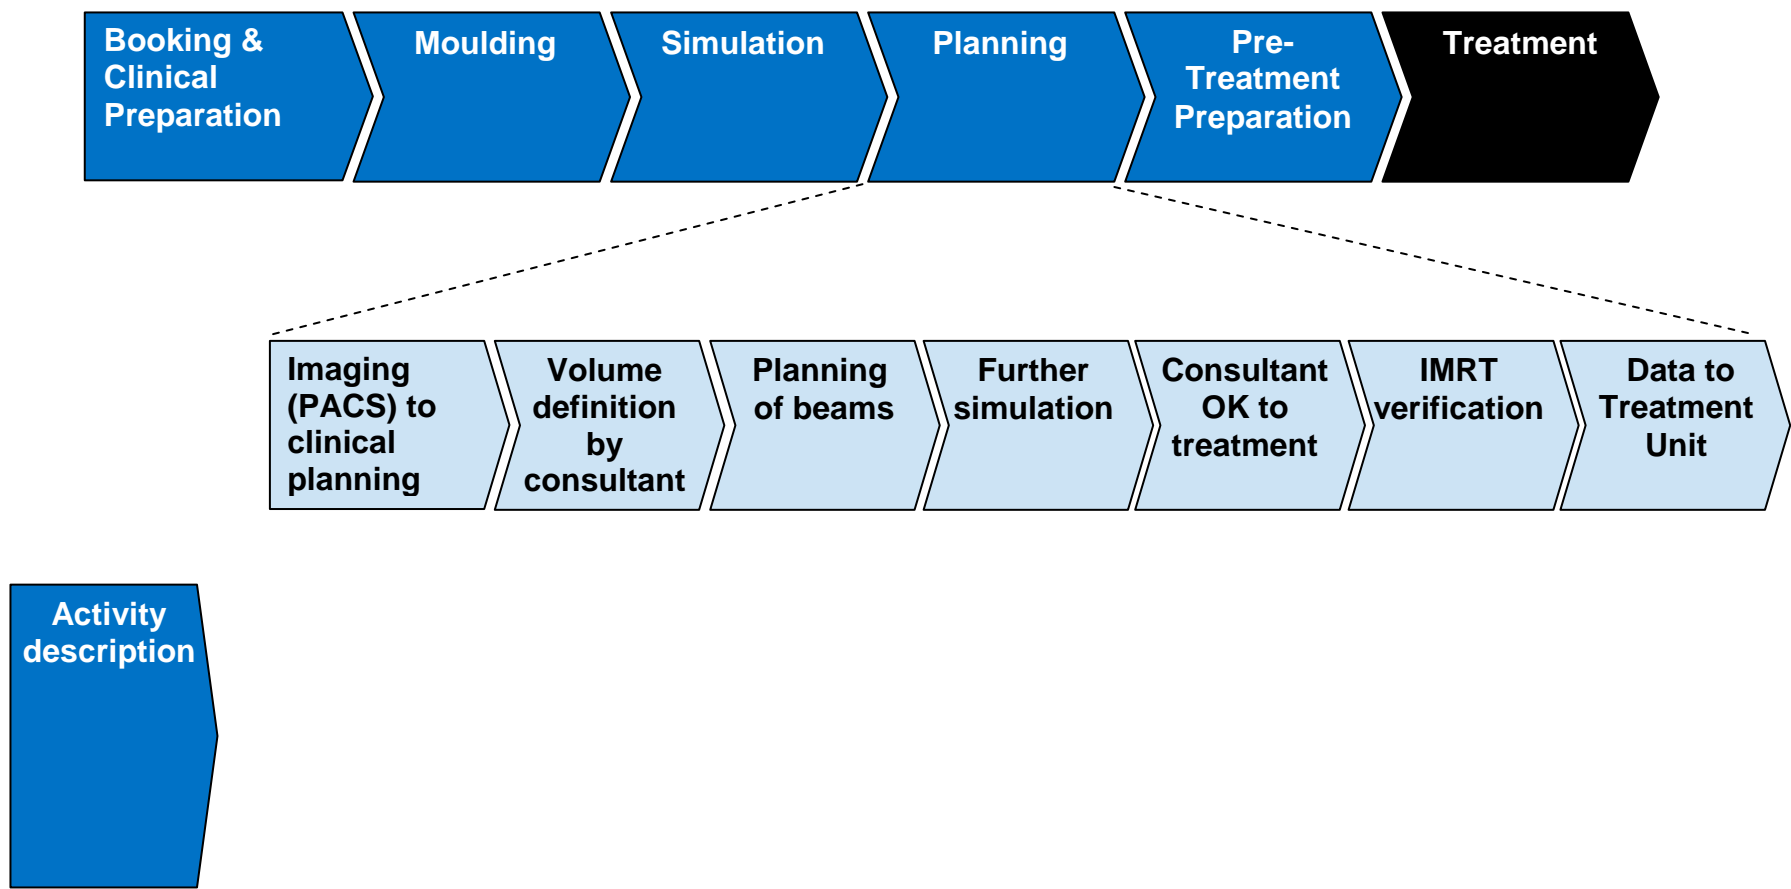 Booking &
Clinical
Preparation
Moulding
Simulation
Planning
Pre-
Treatment
Preparation
Treatment
Imaging
(PACS) to
clinical
planning
Volume
definition
by
consultant
Planning
of beams
Further
simulation
Consultant
OK to
treatment
IMRT
verification
Data to
Treatment
Unit
Activity
description